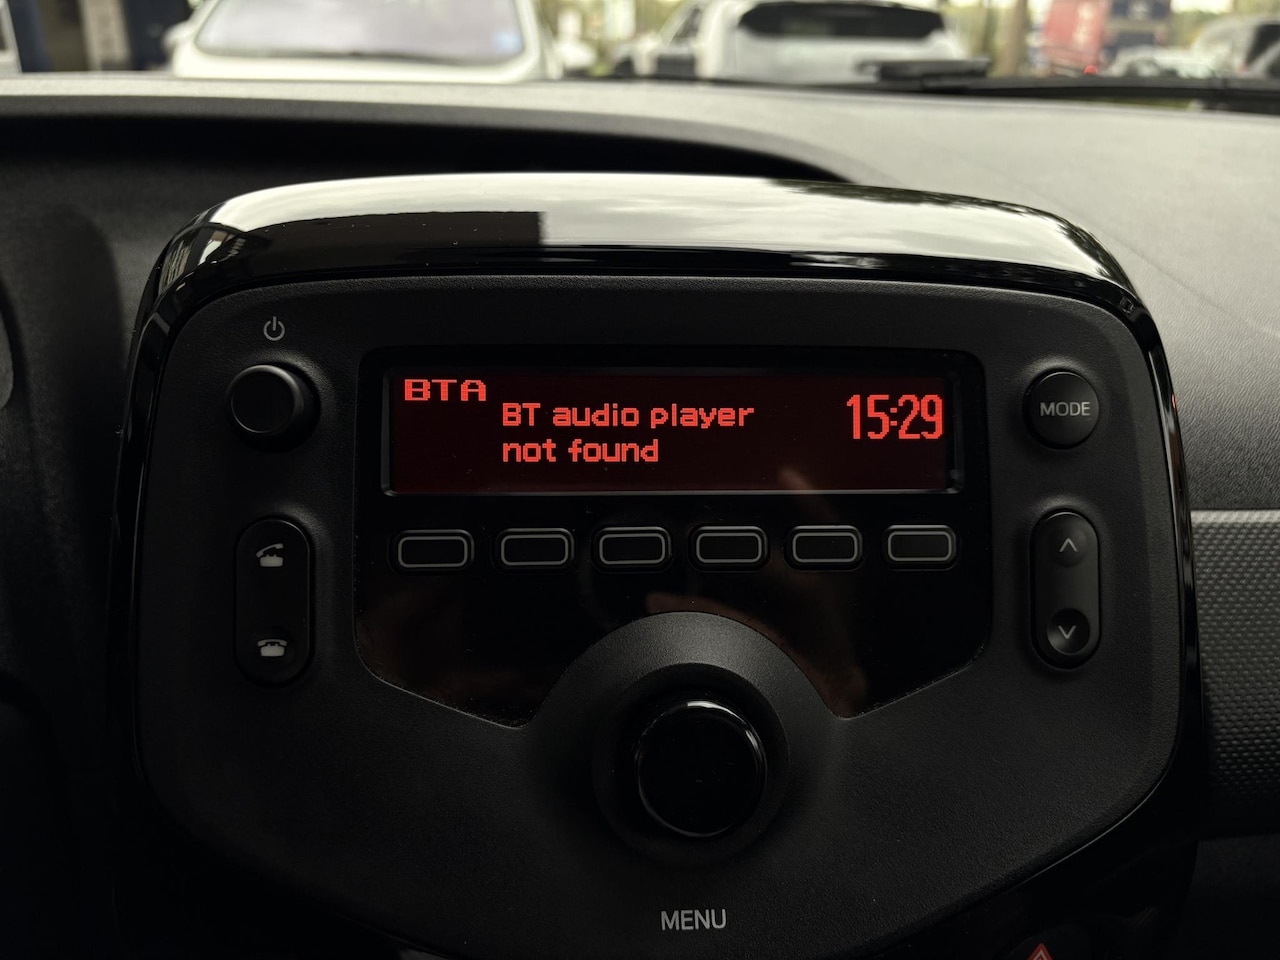 BTA
BT audio player
not found
15:29
MODE
MENU